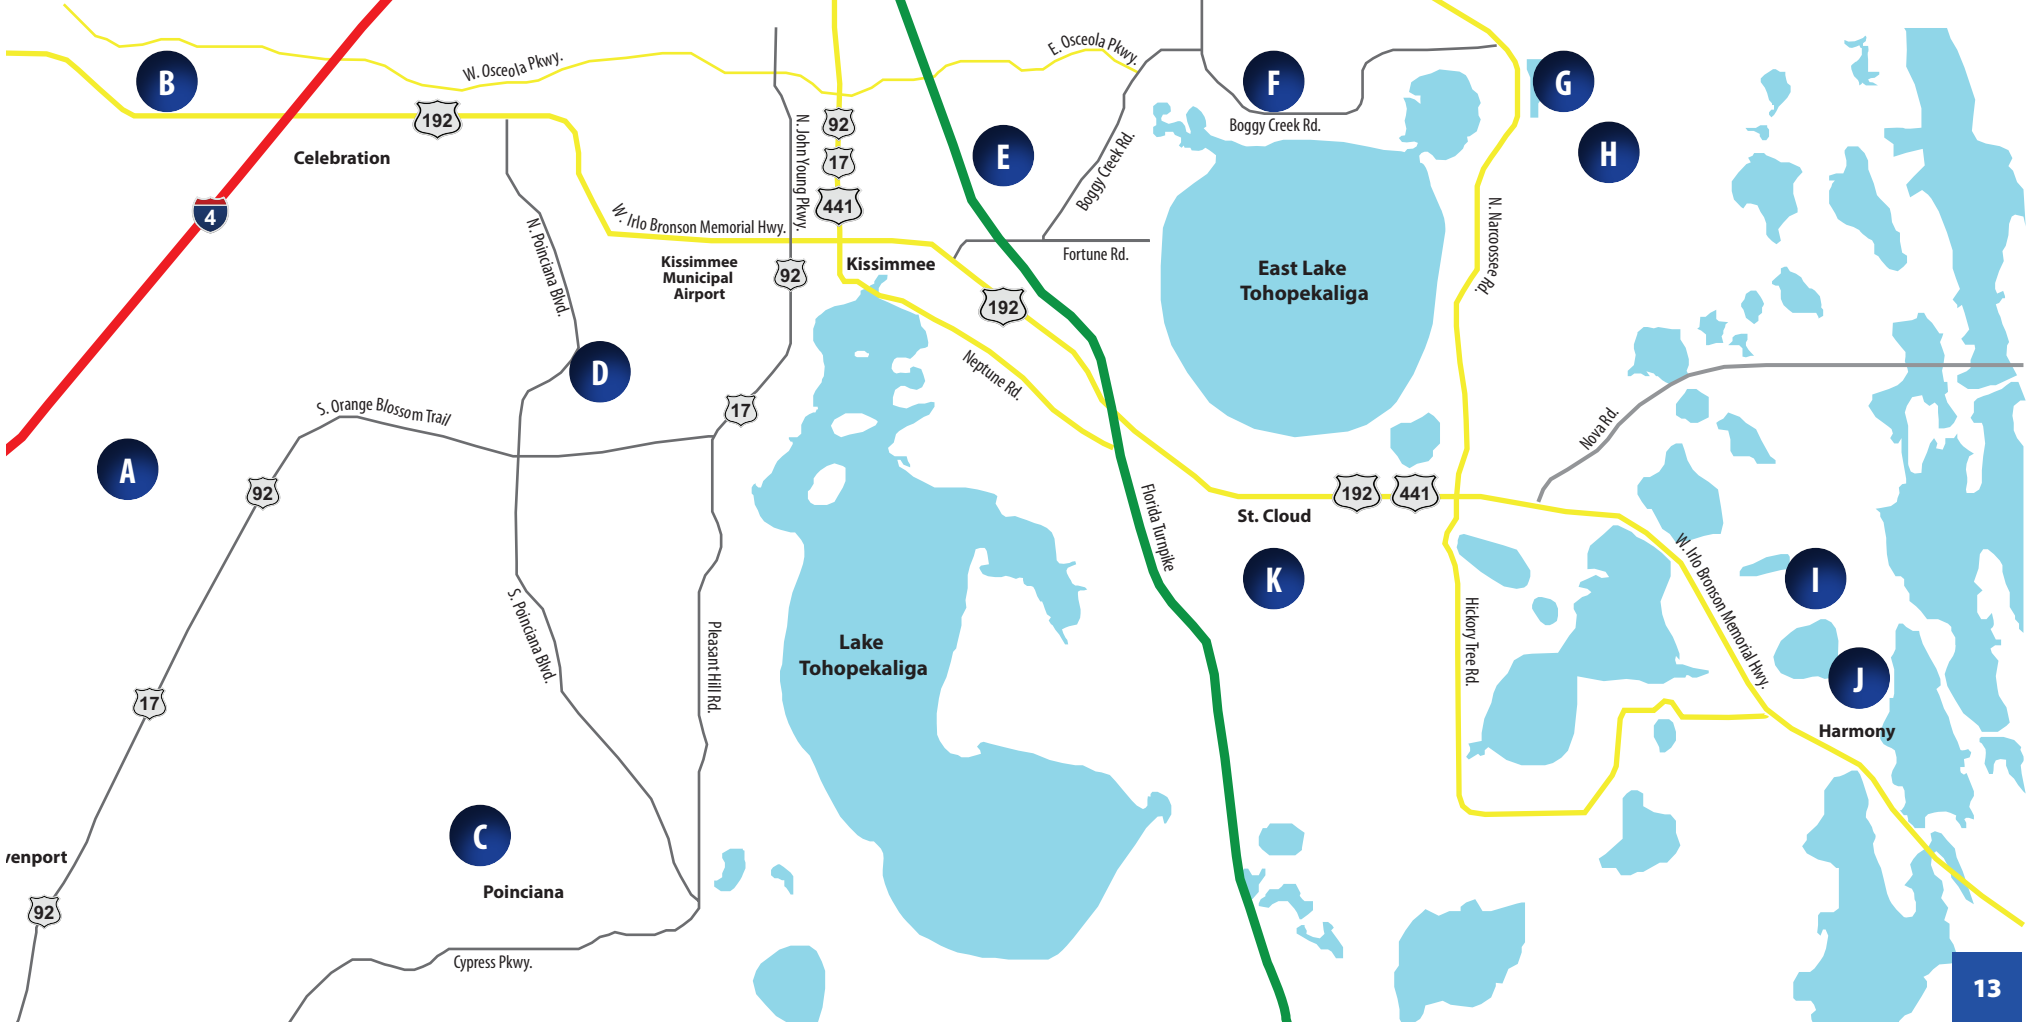 W. Osceola Pkwy.
E. Osceola Pkwy.
B
F
G
192
92
Boggy Creek Rd.
Celebration
N. John Young Pkwy.
17
E
H
Boggy Creek Rd.
4
441
W. Irlo Bronson Memorial Hwy.
N. Poinciana Blvd.
N. Narcoossee Rd.
Fortune Rd.
Kissimmee
Municipal
Airport
92
Kissimmee
East Lake
Tohopekaliga
192
D
Neptune Rd.
S. Orange Blossom Trail
17
Nova Rd.
A
92
192
441
St. Cloud
Florida Turnpike
W. Irlo Bronson Memorial Hwy.
K
I
S. Poinciana Blvd.
Pleasant Hill Rd.
Hickory Tree Rd.
Lake
Tohopekaliga
J
17
Harmony
C
venport
Poinciana
92
Cypress Pkwy.
13